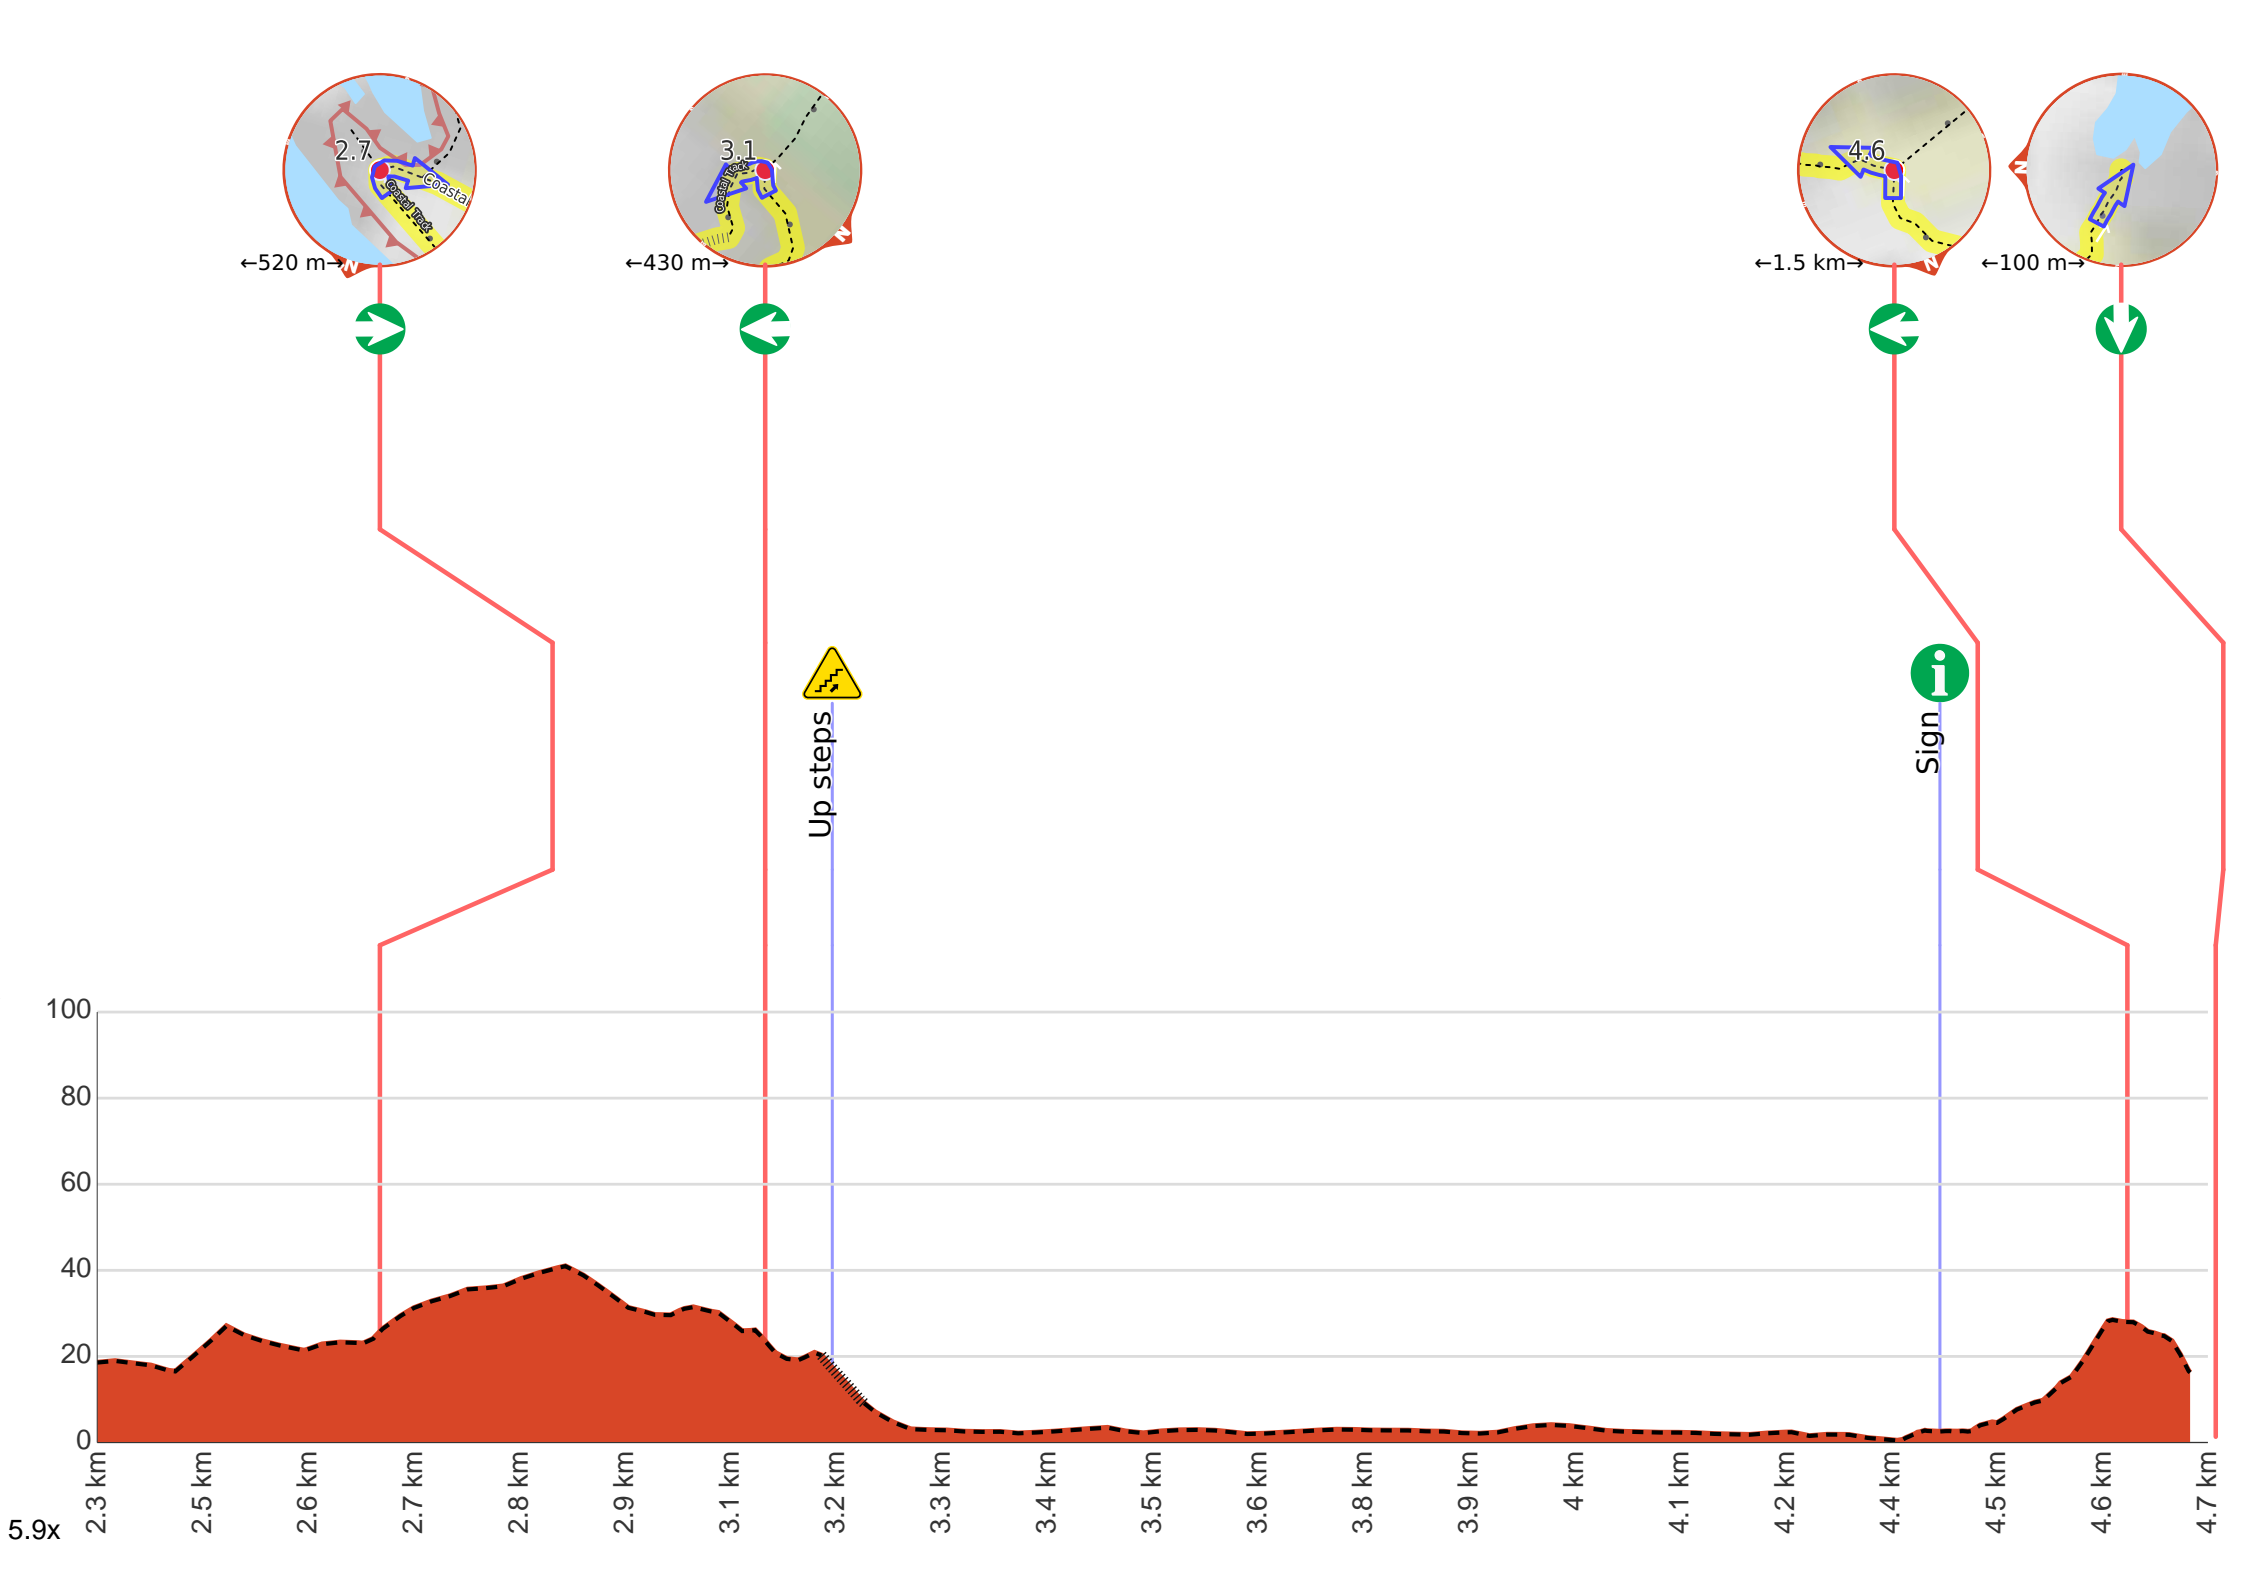 2.7
Coastal Track
Coastal
N
←520 m→
3.1
Coastal Track
N
←430 m→
4.6
N
←1.5 km→
N
←100 m→
Up steps
i
Sign
100
80
60
40
20
0
2.3 km
2.5 km
2.6 km
2.7 km
2.8 km
2.9 km
3.1 km
3.2 km
3.3 km
3.4 km
3.5 km
3.6 km
3.8 km
3.9 km
4 km
4.1 km
4.2 km
4.4 km
4.5 km
4.6 km
4.7 km
5.9x